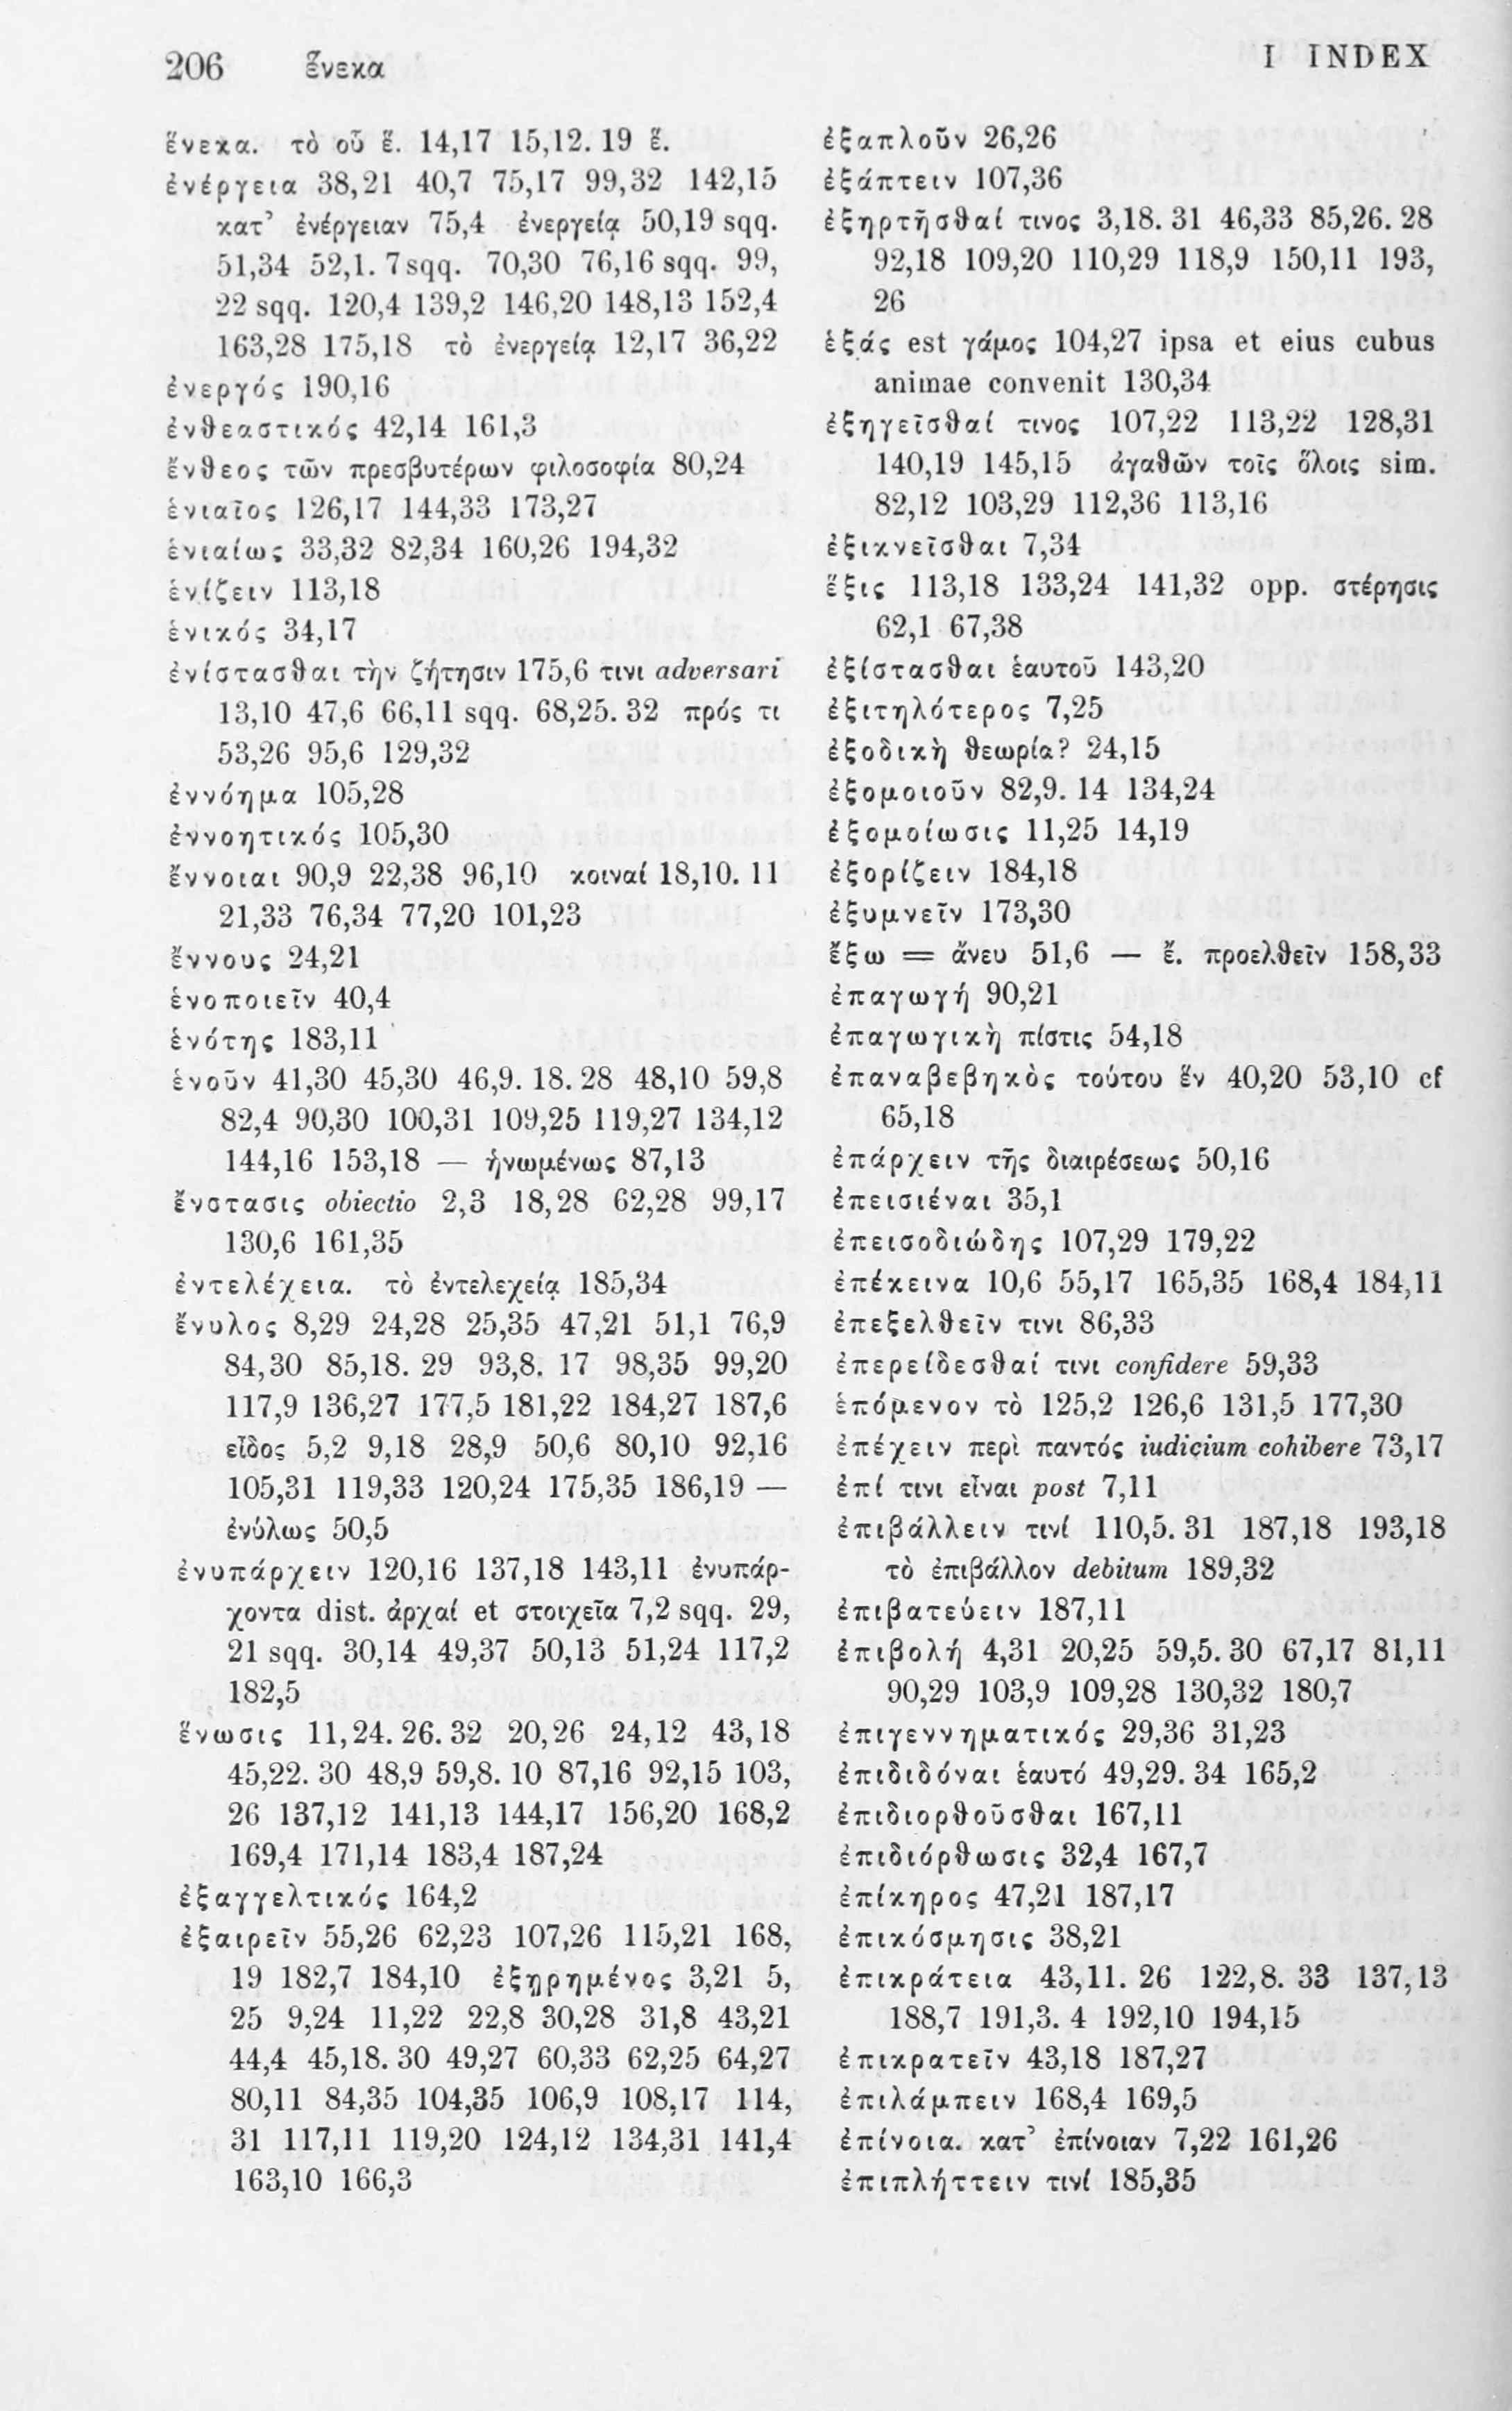 206 ἕνεκα
I INDEX
ἕνεκα. τὸ οὗ ἕ. 14,17 15,12. 19 ἕ.
ἐνέργεια 38,21 40,7 75,17 99,32 142,15
κατ’ ἐνέργειαν 75,4 ἐνεργείᾳ 50,19 sqq.
51,34 52,1. 7 sqq. 70,30 76,16 sqq. 99,
22 sqq. 120,4 139,2 146,20 148,13 152,4
163,28 175,18 τὸ ἐνεργείᾳ 12,17 36,22
ἐνεργός 190,16
ἐνθεαστικός 42,14 161,3
ἔνθεος τῶν πρεσβυτέρων φιλοσοφία 80,24
ἑνιαῖος 126,17 144,33 173,27
ἑνιαίως 33,32 82,34 160,26 194,32
ἑνίζειν 113,18
ἑνικός 34,17
ἐνίστασθαι τὴν ζήτησιν 175,6 τινι adversari
13,10 47,6 66,11 sqq. 68,25. 32 πρός τι
53,26 95,6 129,32
ἐννόημα 105,28
ἐννοητικός 105,30
ἔννοιαι 90,9 22,38 96,10 κοιναί 18,10. 11
21,33 76,34 77,20 101,23
ἔννους 24,21
ἑνοποιεῖν 40,4
ἑνότης 183,11
ἑνοῦν 41,30 45,30 46,9. 18. 28 48,10 59,8
82,4 90,30 100,31 109,25 119,27 134,12
144,16 153,18 — ἡνωμένως 87,13
ἔνστασις obiectio 2,3 18,28 62,28 99,17
130,6 161,35
ἐντελέχεια. τὸ ἐντελεχείᾳ 185,34
ἔνυλος 8,29 24,28 25,35 47,21 51,1 76,9
84,30 85,18. 29 93,8. 17 98,35 99,20
117,9 136,27 177,5 181,22 184,27 187,6
εἶδος 5,2 9,18 28,9 50,6 80,10 92,16
105,31 119,33 120,24 175,35 186,19 —
ἐνύλως 50,5
ἐνυπάρχειν 120,16 137,18 143,11 ἐνυπάρ-
χοντα dist. ἀρχαί et στοιχεῖα 7,2 sqq. 29,
21 sqq. 30,14 49,37 50,13 51,24 117,2
182,5
ἕνωσις 11,24. 26. 32 20,26 24,12 43,18
45,22. 30 48,9 59,8. 10 87,16 92,15 103,
26 137,12 141,13 144,17 156,20 168,2
169,4 171,14 183,4 187,24
ἐξαγγελτικός 164,2
ἐξαιρεῖν 55,26 62,23 107,26 115,21 168,
19 182,7 184,10 ἐξῃρημένος 3,21 5,
25 9,24 11,22 22,8 30,28 31,8 43,21
44,4 45,18. 30 49,27 60,33 62,25 64,27
80,11 84,35 104,35 106,9 108,17 114,
31 117,11 119,20 124,12 134,31 141,4
163,10 166,3
ἐξαπλοῦν 26,26
ἐξάπτειν 107,36
ἐξηρτῆσθαί τινος 3,18. 31 46,33 85,26. 28
92,18 109,20 110,29 118,9 150,11 193,
26
ἑξάς est γάμος 104,27 ipsa et eius cubus
animae convenit 130,34
ἐξηγεῖσθαί τινος 107,22 113,22 128,31
140,19 145,15 ἀγαθῶν τοῖς ὅλοις sim.
82,12 103,29 112,36 113,16
ἐξικνεῖσθαι 7,34
ἕξις 113,18 133,24 141,32 opp. στέρησις
62,1 67,38
ἐξίστασθαι ἑαυτοῦ 143,20
ἐξιτηλότερος 7,25
ἐξοδικὴ θεωρία? 24,15
ἐξομοιοῦν 82,9. 14 134,24
ἐξομοίωσις 11,25 14,19
ἐξορίζειν 184,18
ἐξυμνεῖν 173,30
ἔξω = ἄνευ 51,6 — ἔ. προελθεῖν 158,33
ἐπαγωγή 90,21
ἐπαγωγικὴ πίστις 54,18
ἐπαναβεβηκὸς τούτου ἕν 40,20 53,10 cf
65,18
ἐπάρχειν τῆς διαιρέσεως 50,16
ἐπεισιέναι 35,1
ἐπεισοδιώδης 107,29 179,22
ἐπέκεινα 10,6 55,17 165,35 168,4 184,11
ἐπεξελθεῖν τινι 86,33
ἐπερείδεσθαί τινι confidere 59,33
ἑπόμενον τὸ 125,2 126,6 131,5 177,30
ἐπέχειν περὶ παντός iudicium cohibere 73,17
ἐπί τινι εἶναι post 7,11
ἐπιβάλλειν τινί 110,5. 31 187,18 193,18
τὸ ἐπιβάλλον debitum 189,32
ἐπιβατεύειν 187,11
ἐπιβολή 4,31 20,25 59,5. 30 67,17 81,11
90,29 103,9 109,28 130,32 180,7
ἐπιγεννηματικός 29,36 31,23
ἐπιδιδόναι ἑαυτό 49,29. 34 165,2
ἐπιδιορθοῦσθαι 167,11
ἐπιδιόρθωσις 32,4 167,7
ἐπίκηρος 47,21 187,17
ἐπικόσμησις 38,21
ἐπικράτεια 43,11. 26 122,8. 33 137,13
188,7 191,3. 4 192,10 194,15
ἐπικρατεῖν 43,18 187,27
ἐπιλάμπειν 168,4 169,5
ἐπίνοια. κατ’ ἐπίνοιαν 7,22 161,26
ἐπιπλήττειν τινί 185,35